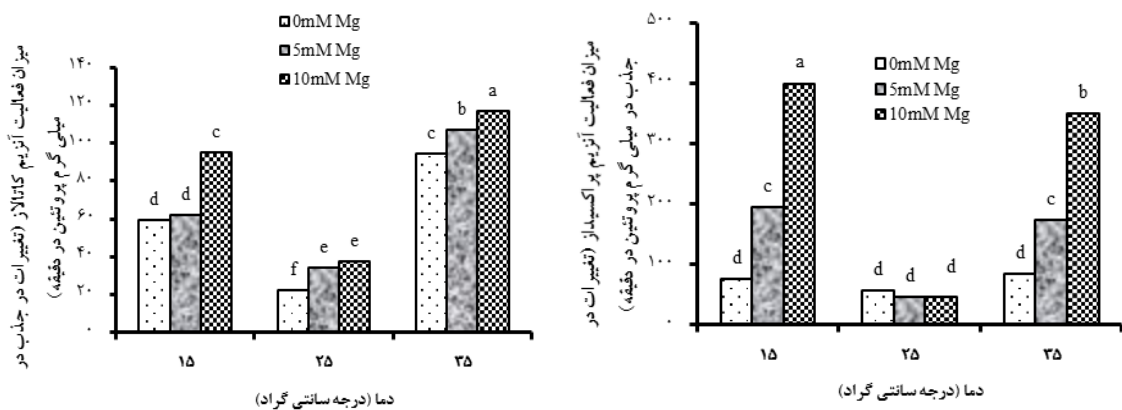 میزان فعالیت آنزیم کاتالاز (تغییرات در جذب در
میلی گرم پروتئین در دقیقه)
0mM Mg
5mM Mg
10mM Mg
۱۴۰
۱۲۰
۱۰۰
۸۰
۶۰
۴۰
۲۰
۰
d d c
f e e
c b a
۱۵ ۲۵ ۳۵
دما (درجه سانتی گراد)
میزان فعالیت آنزیم پراکسیداز (تغییرات در
جذب در میلی گرم پروتئین در دقیقه)
0mM Mg
5mM Mg
10mM Mg
۵۰۰
۴۰۰
۳۰۰
۲۰۰
۱۰۰
۰
d c a
d d d
d c b
۱۵ ۲۵ ۳۵
دما (درجه سانتی گراد)